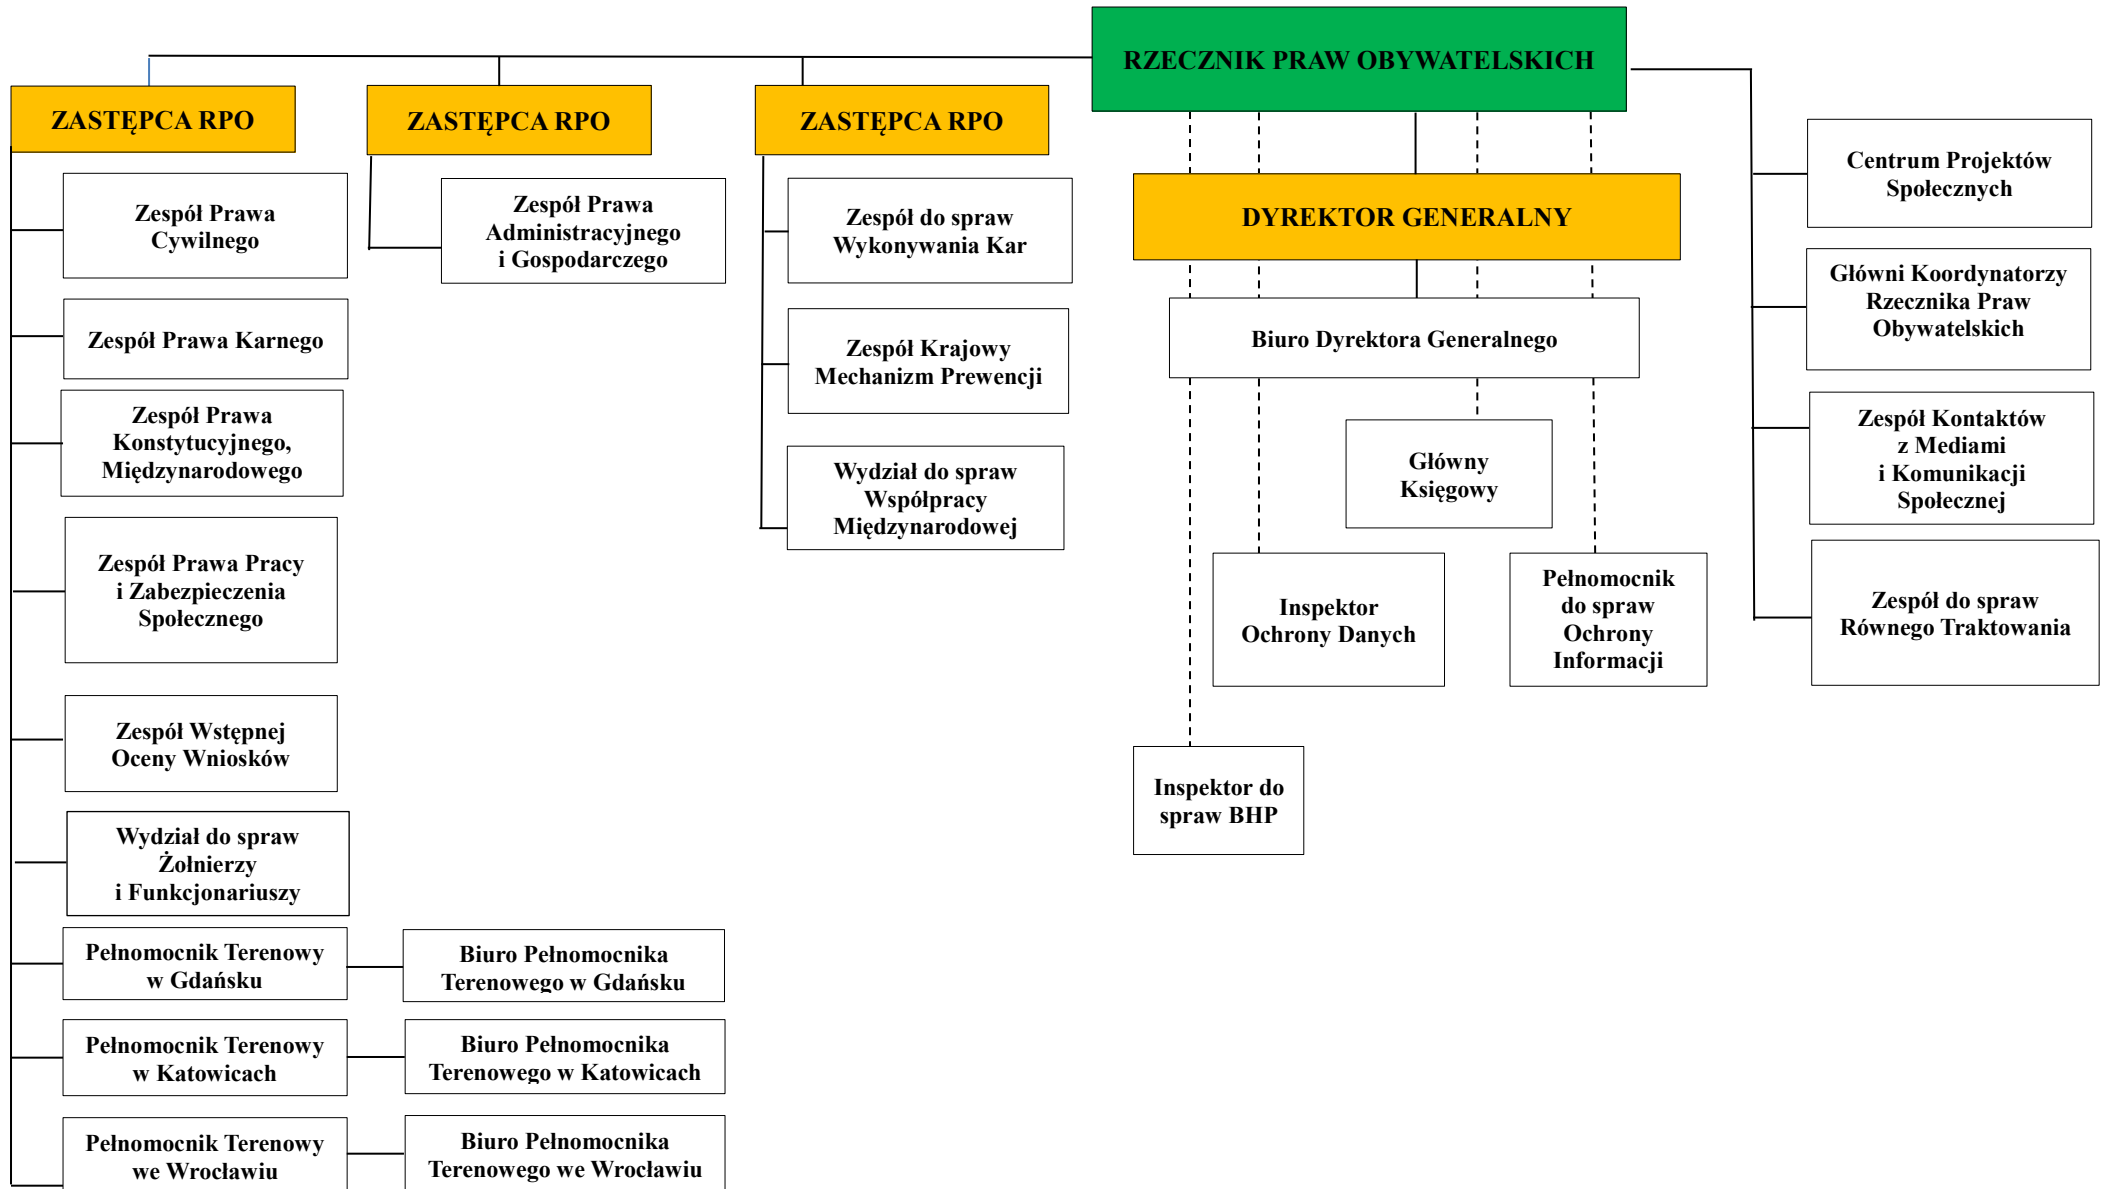 RZECZNIK PRAW OBYWATELSKICH
ZASTĘPCA RPO
Zespół Prawa
Cywilnego
Zespół Prawa Karnego
Zespół Prawa
Konstytucyjnego,
Międzynarodowego
Zespół Prawa Pracy
i Zabezpieczenia
Społecznego
Zespół Wstępnej
Oceny Wniosków
Wydział do spraw
Żołnierzy
i Funkcjonariuszy
Pełnomocnik Terenowy
w Gdańsku
Biuro Pełnomocnika
Terenowego w Gdańsku
Pełnomocnik Terenowy
w Katowicach
Biuro Pełnomocnika
Terenowego w Katowicach
Pełnomocnik Terenowy
we Wrocławiu
Biuro Pełnomocnika
Terenowego we Wrocławiu
ZASTĘPCA RPO
Zespół Prawa
Administracyjnego
i Gospodarczego
ZASTĘPCA RPO
Zespół do spraw
Wykonywania Kar
Zespół Krajowy
Mechanizm Prewencji
Wydział do spraw
Współpracy
Międzynarodowej
DYREKTOR GENERALNY
Biuro Dyrektora Generalnego
Główny
Księgowy
Inspektor
Ochrony Danych
Pełnomocnik
do spraw
Ochrony
Informacji
Inspektor do
spraw BHP
Centrum Projektów
Społecznych
Główni Koordynatorzy
Rzecznika Praw
Obywatelskich
Zespół Kontaktów
z Mediami
i Komunikacji
Społecznej
Zespół do spraw
Równego Traktowania